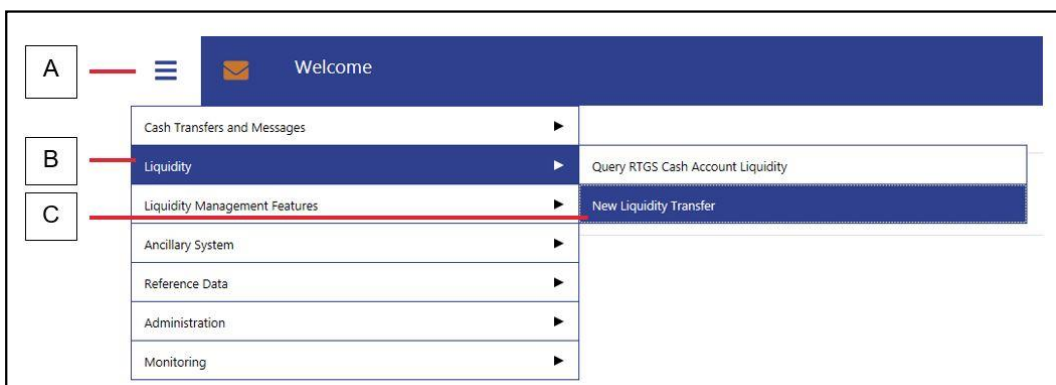 A
Welcome
Cash Transfers and Messages
B
Liquidity
Query RTGS Cash Account Liquidity
C
Liquidity Management Features
New Liquidity Transfer
Ancillary System
Reference Data
Administration
Monitoring